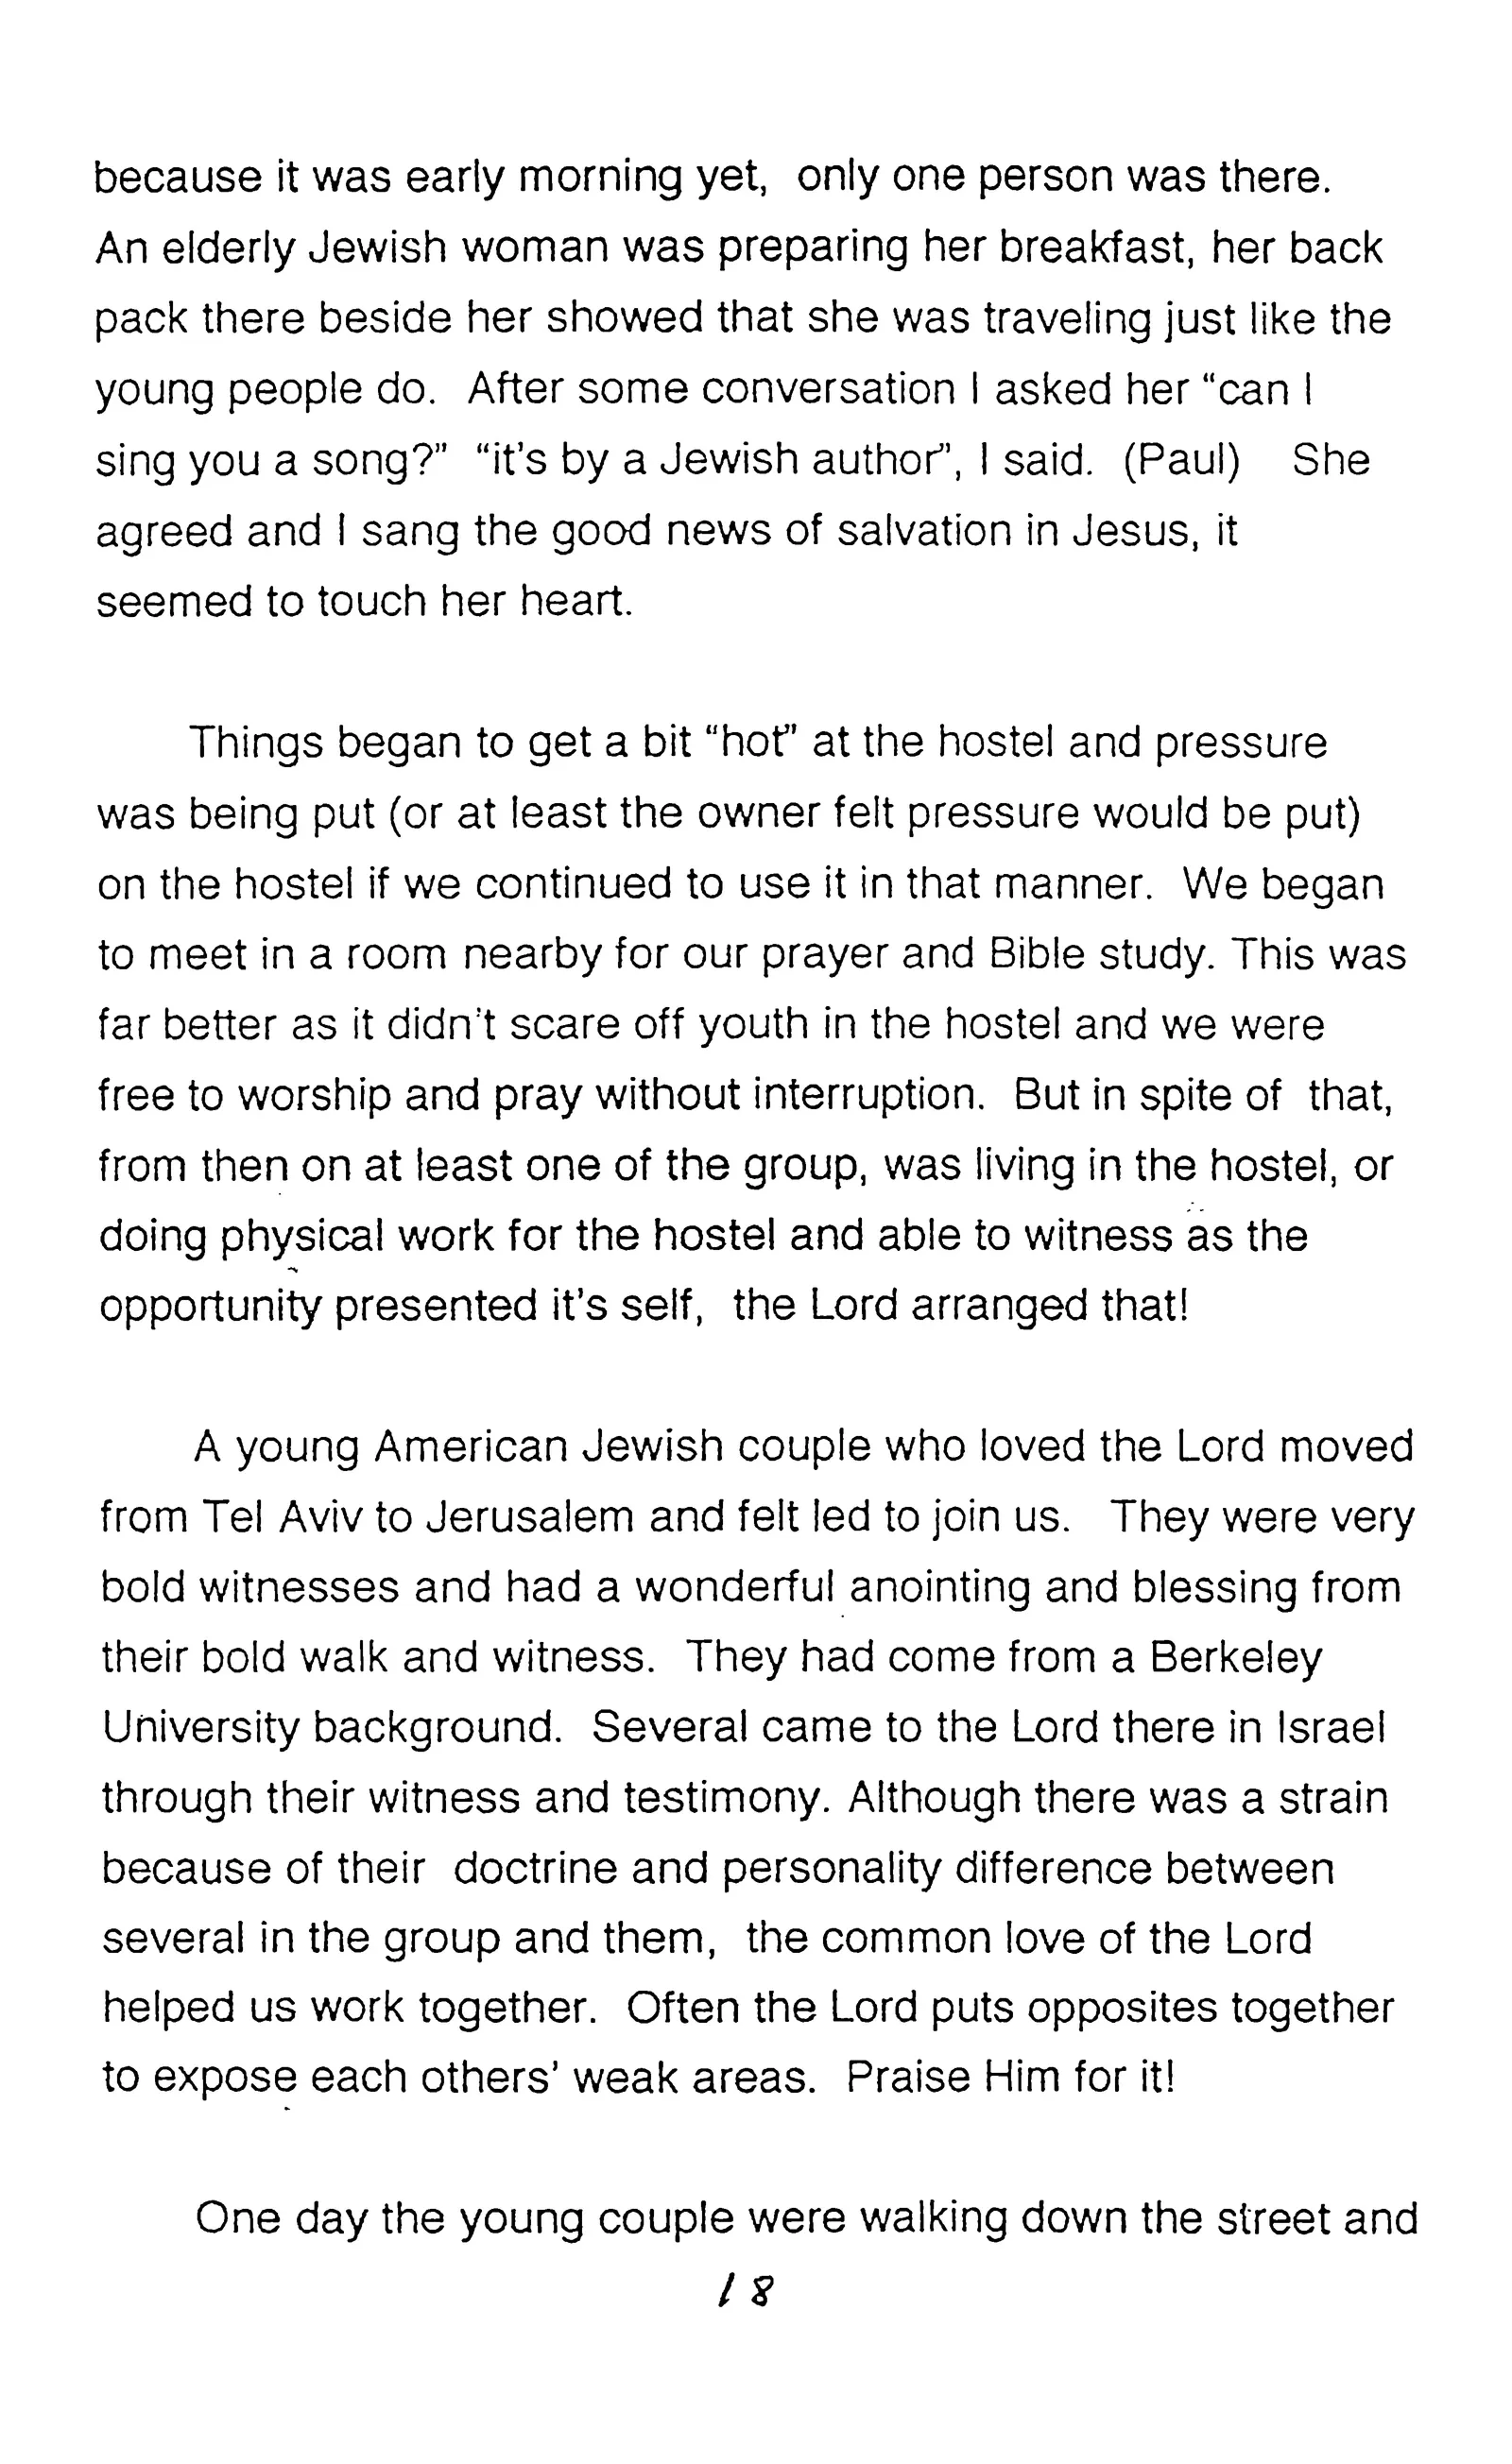 because it was early morning yet,  only one person was there.
An elderly Jewish woman was preparing her breakfast, her back
pack there beside her showed that she was traveling just like the
young people do.  After some conversation I asked her “can I
sing you a song?”  “it’s by a Jewish author”, I said.  (Paul)   She
agreed and I sang the good news of salvation in Jesus, it
seemed to touch her heart.
Things began to get a bit “hot” at the hostel and pressure
was being put (or at least the owner felt pressure would be put)
on the hostel if we continued to use it in that manner.  We began
to meet in a room nearby for our prayer and Bible study. This was
far better as it didn’t scare off youth in the hostel and we were
free to worship and pray without interruption.  But in spite of  that,
from then on at least one of the group, was living in the hostel, or
doing physical work for the hostel and able to witness as the
opportunity presented it’s self,  the Lord arranged that!
A young American Jewish couple who loved the Lord moved
from Tel Aviv to Jerusalem and felt led to join us.   They were very
bold witnesses and had a wonderful anointing and blessing from
their bold walk and witness.  They had come from a Berkeley
University background.  Several came to the Lord there in Israel
through their witness and testimony. Although there was a strain
because of their  doctrine and personality difference between
several in the group and them,  the common love of the Lord
helped us work together.  Often the Lord puts opposites together
to expose each others’ weak areas.  Praise Him for it!
One day the young couple were walking down the street and
18